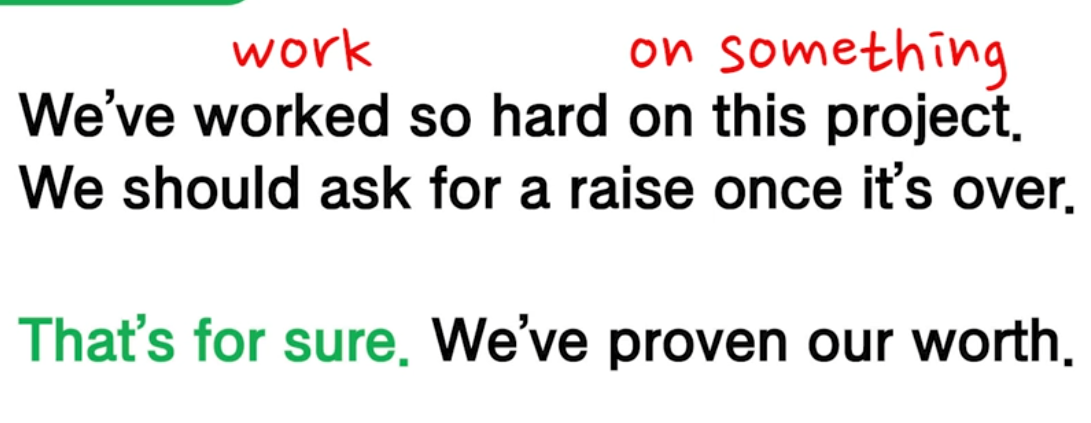 work on something
We've worked so hard on this project.
We should ask for a raise once it's over.
That's for sure. We've proven our worth.